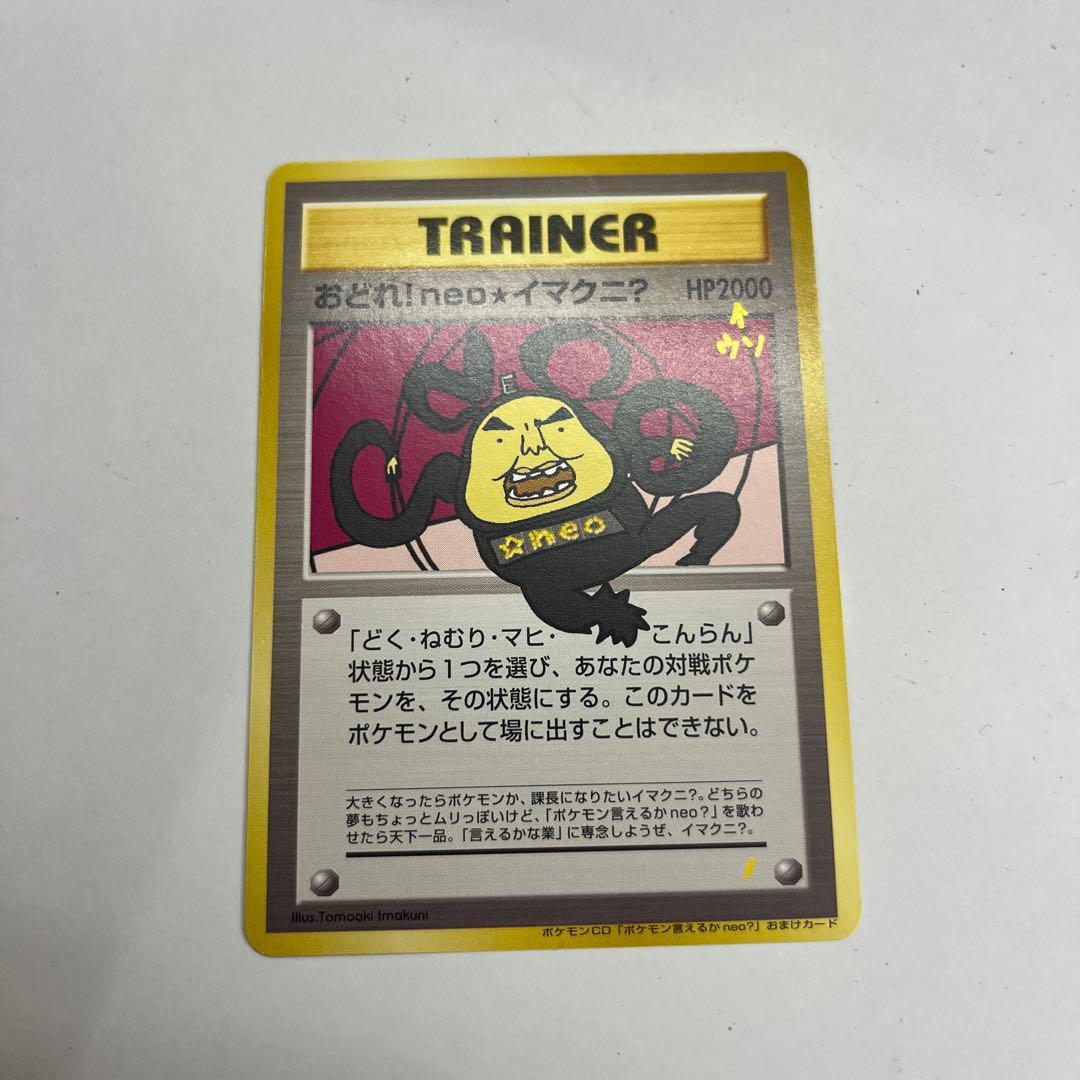 TRAINER
おどれ!neo★イマクニ? HP2000
↑
ウソ
E
☆neo
「どく・ねむり・マヒ・ こんらん」
状態から1つを選び、あなたの対戦ポケ
モンを、その状態にする。このカードを
ポケモンとして場に出すことはできない。
大きくなったらポケモンか、課長になりたいイマクニ?。どちらの
夢もちょっとムリっぽいけど、「ポケモン言えるかneo?」を歌わ
せたら天下一品。「言えるかな業」に専念しようぜ、イマクニ?。
Illus.Tomoaki Imakuni
ポケモンCD「ポケモン言えるかneo?」おまけカード